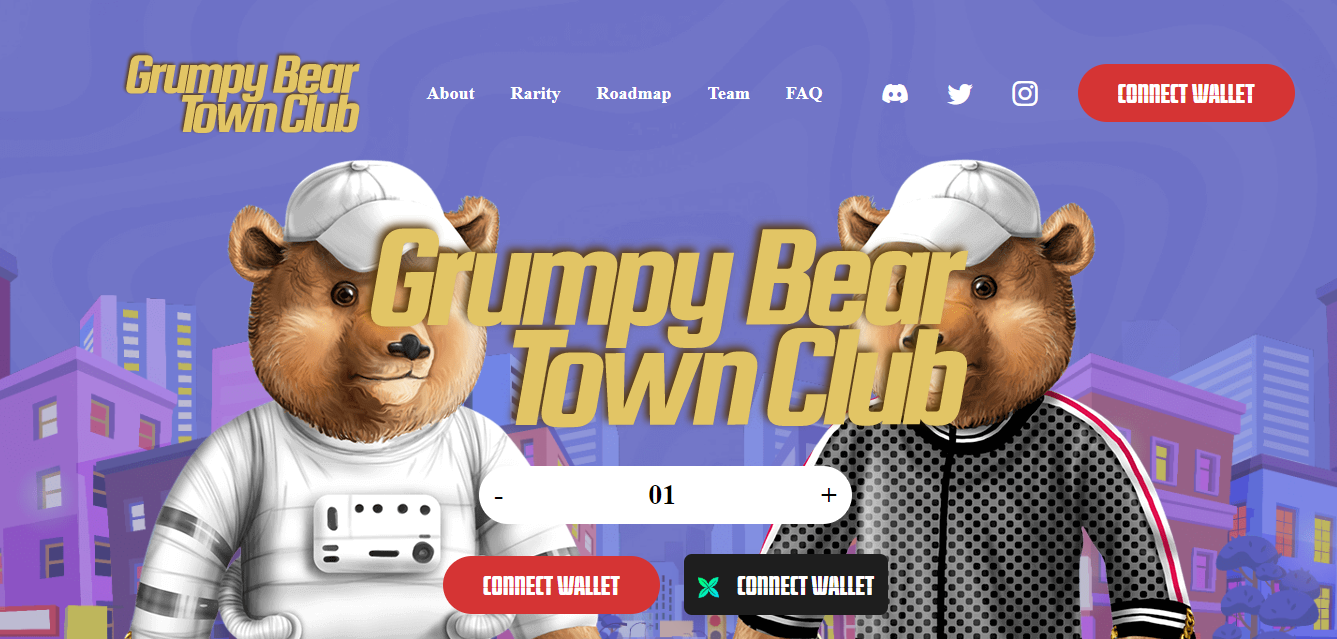 Grumpy Bear
Town Club
About Rarity Roadmap Team FAQ
CONNECT WALLET
Grumpy Bear
Town Club
- 01 +
CONNECT WALLET
CONNECT WALLET